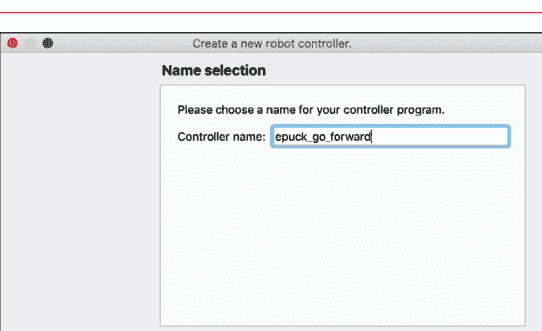 Create a new robot controller.
Name selection
Please choose a name for your controller program.
Controller name: epuck_go_forward